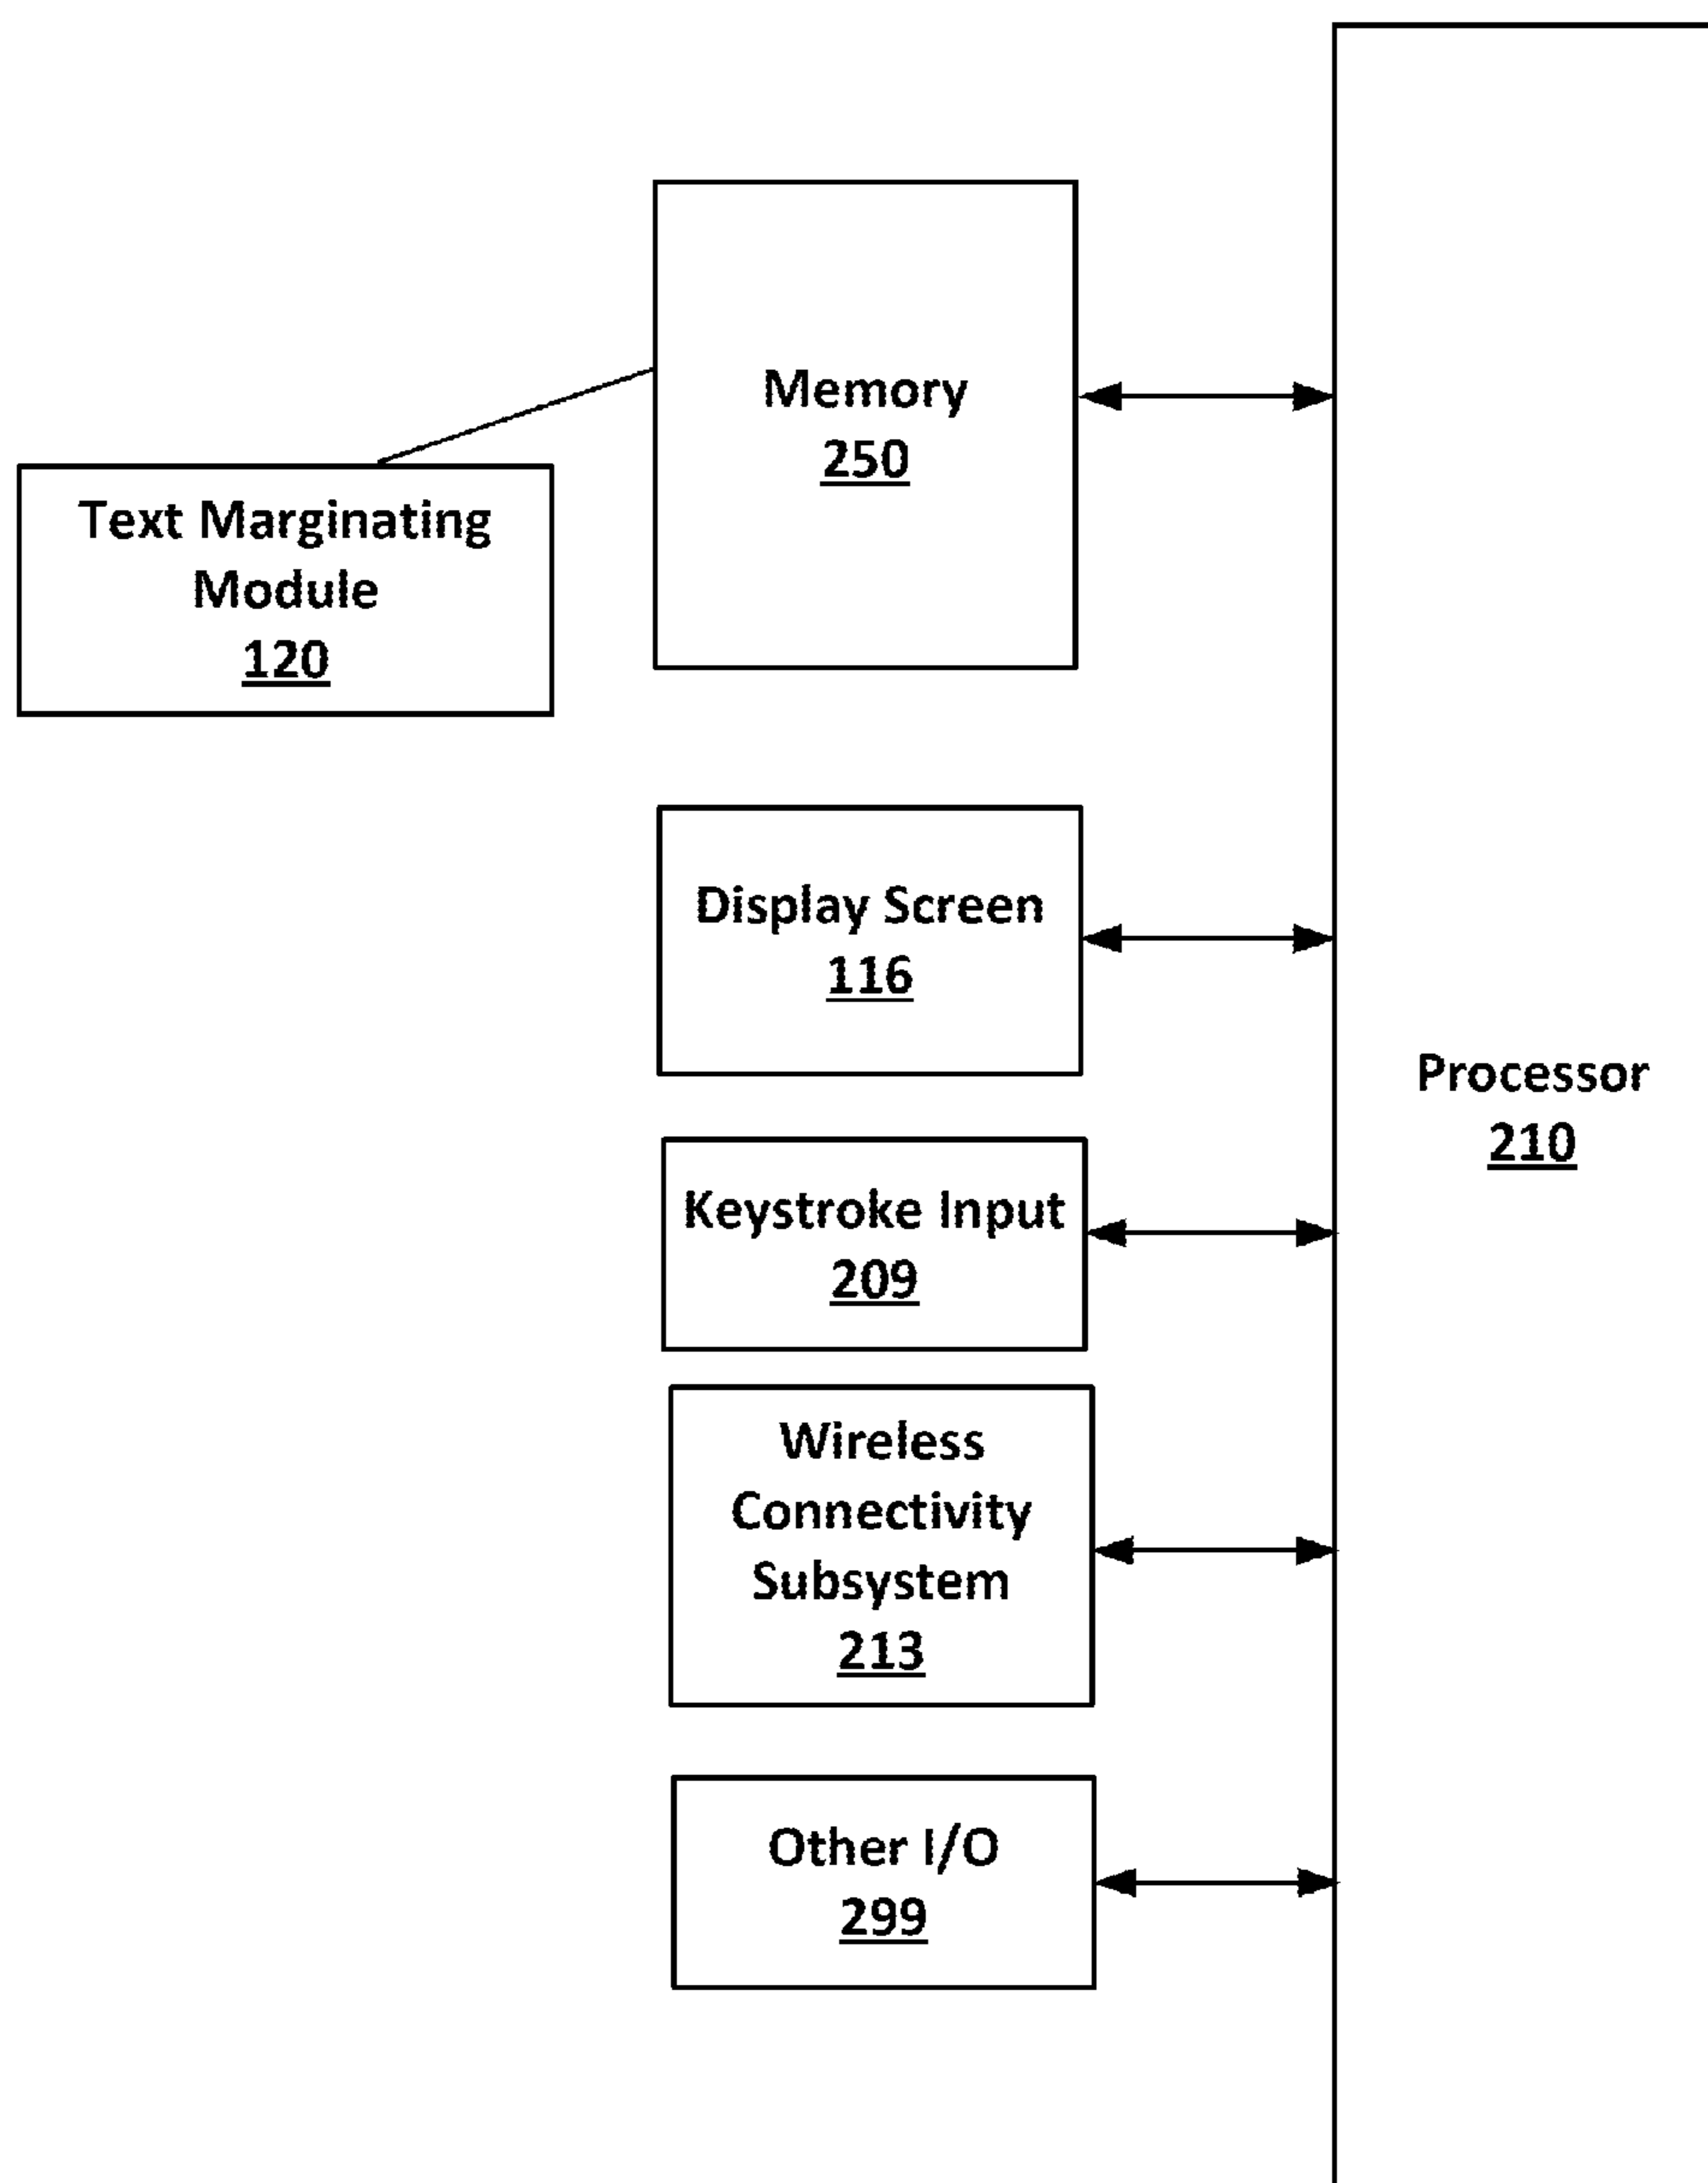 Memory
250
Text Marginating
Module
120
Display Screen
116
Processor
210
Keystroke Input
209
Wireless
Connectivity
Subsystem
213
Other I/O
299